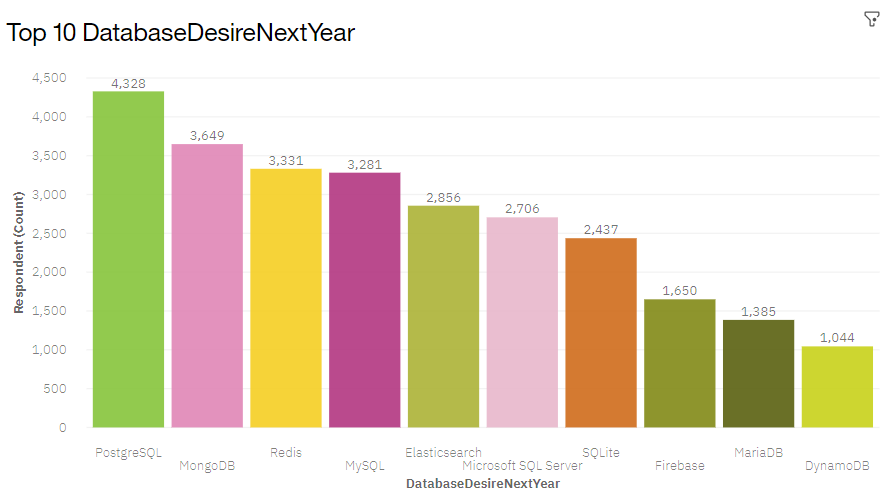 Top 10 DatabaseDesireNextYear
Respondent (Count)
4,500
4,000
3,500
3,000
2,500
2,000
1,500
1,000
500
0
4,328
3,649
3,331
3,281
2,856
2,706
2,437
1,650
1,385
1,044
PostgreSQL
MongoDB
Redis
MySQL
Elasticsearch
Microsoft SQL Server
SQLite
Firebase
MariaDB
DynamoDB
DatabaseDesireNextYear